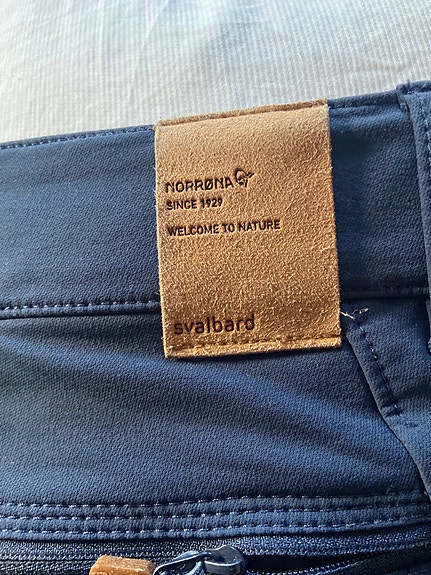 NORRØNA
SINCE 1929
WELCOME TO NATURE
svalbard